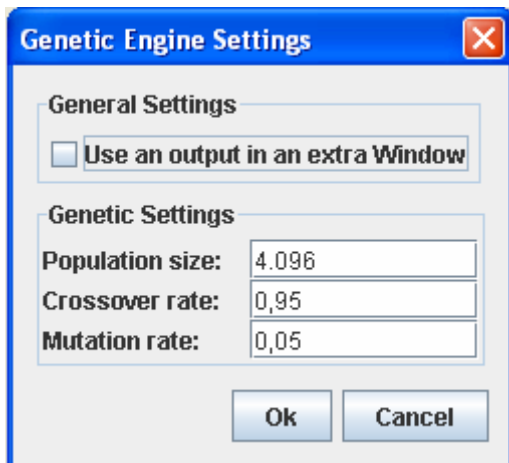 Genetic Engine Settings
General Settings
Use an output in an extra Window
Genetic Settings
Population size: 4.096
Crossover rate: 0,95
Mutation rate: 0,05
Ok Cancel